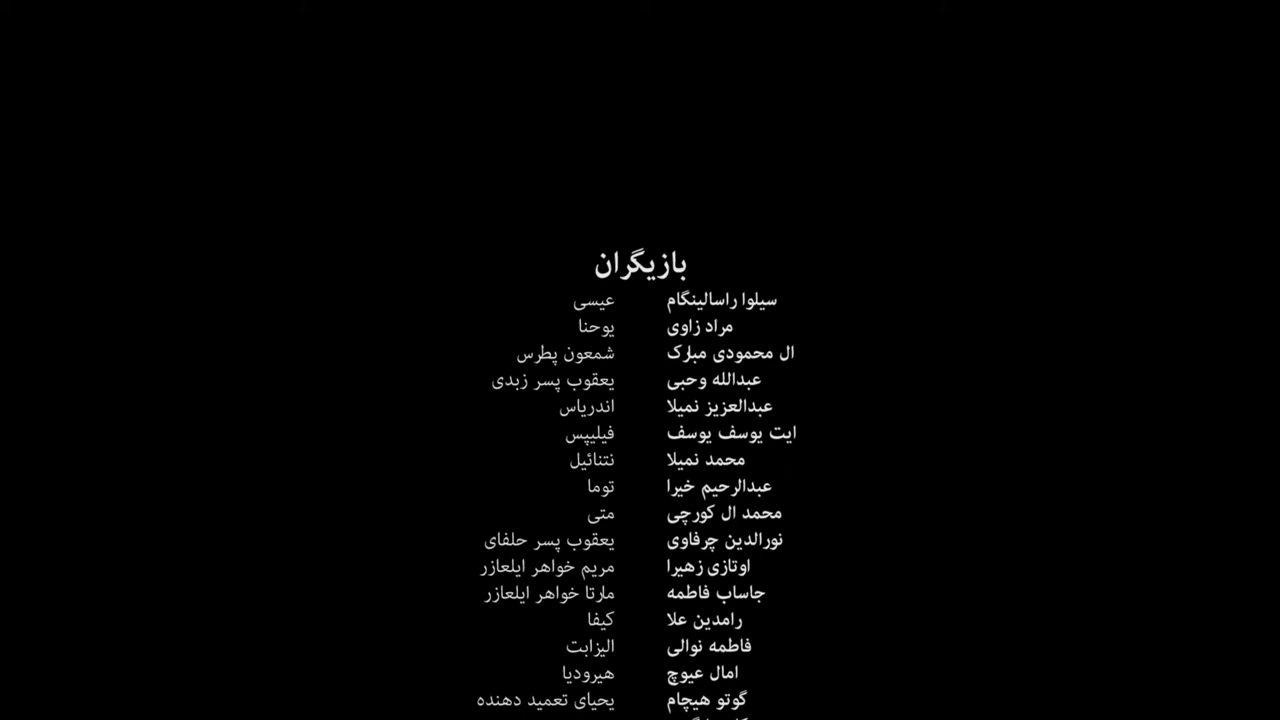 بازیگران
سیلوا راسالینگام عیسی
مراد زاوی یوحنا
ال محمودی مبارک شمعون پطرس
عبدالله وحبی یعقوب پسر زبدی
عبدالعزیز نمیلا اندریاس
ایت یوسف یوسف فیلیپس
محمد نمیلا نتنائیل
عبدالرحیم خیرا توما
محمد ال کورچی متی
نورالدین چرفاوی یعقوب پسر حلفای
اوتازی زهیرا مریم خواهر ایلعازر
جاساب فاطمه مارتا خواهر ایلعازر
رامدین علا کیفا
فاطمه نوالی الیزابت
امال عیوچ هیرودیا
گوتو هیچام یحیای تعمید دهنده